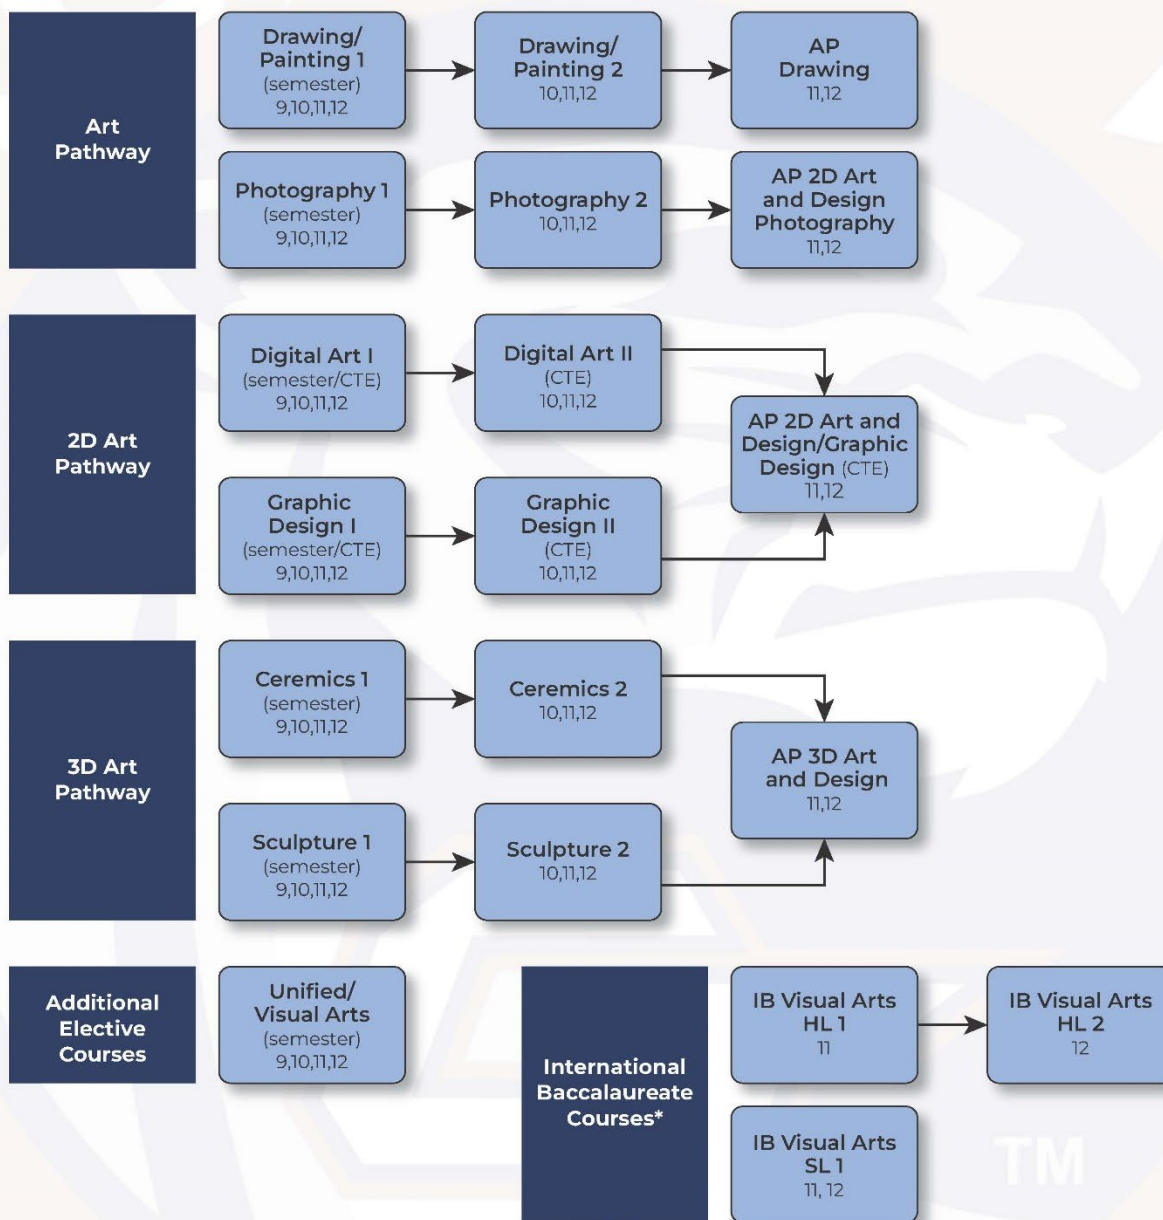 Art
Pathway
Drawing/
Painting 1
(semester)
9,10,11,12
Drawing/
Painting 2
10,11,12
AP
Drawing
11,12
Photography 1
(semester)
9,10,11,12
Photography 2
10,11,12
AP 2D Art
and Design
Photography
11,12
2D Art
Pathway
Digital Art I
(semester/CTE)
9,10,11,12
Digital Art II
(CTE)
10,11,12
AP 2D Art and
Design/Graphic
Design (CTE)
11,12
Graphic
Design I
(semester/CTE)
9,10,11,12
Graphic
Design II
(CTE)
10,11,12
3D Art
Pathway
Ceremics 1
(semester)
9,10,11,12
Ceremics 2
10,11,12
AP 3D Art
and Design
11,12
Sculpture 1
(semester)
9,10,11,12
Sculpture 2
10,11,12
Additional
Elective
Courses
Unified/
Visual Arts
(semester)
9,10,11,12
International
Baccalaureate
Courses*
IB Visual Arts
HL 1
11
IB Visual Arts
HL 2
12
IB Visual Arts
SL 1
11, 12
TM